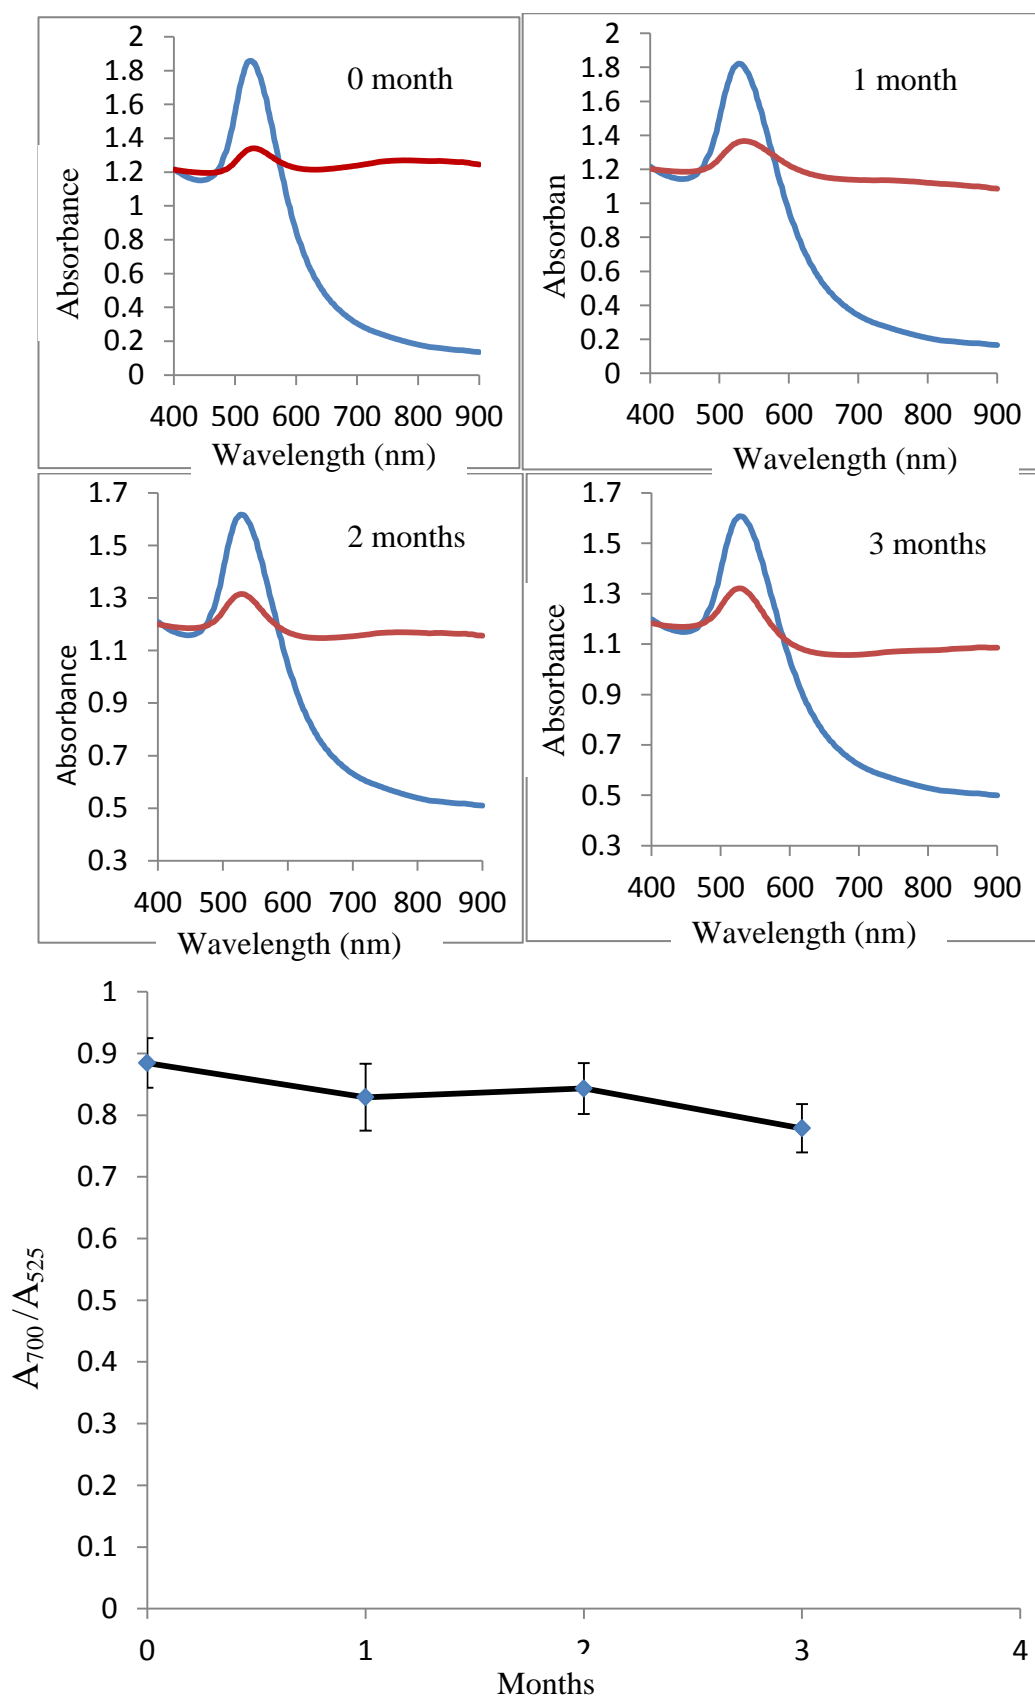 2
1.8
1.6
1.4
1.2
1
0.8
0.6
0.4
0.2
0
Absorbance
0 month
400 500 600 700 800 900
Wavelength (nm)
2
1.8
1.6
1.4
1.2
1
0.8
0.6
0.4
0.2
0
Absorban
1 month
400 500 600 700 800 900
Wavelength (nm)
1.7
1.5
1.3
1.1
0.9
0.7
0.5
0.3
Absorbance
2 months
400 500 600 700 800 900
Wavelength (nm)
1.7
1.5
1.3
1.1
0.9
0.7
0.5
0.3
Absorbance
3 months
400 500 600 700 800 900
Wavelength (nm)
1
0.9
0.8
0.7
0.6
0.5
0.4
0.3
0.2
0.1
0
A700/A525
0 1 2 3 4
Months